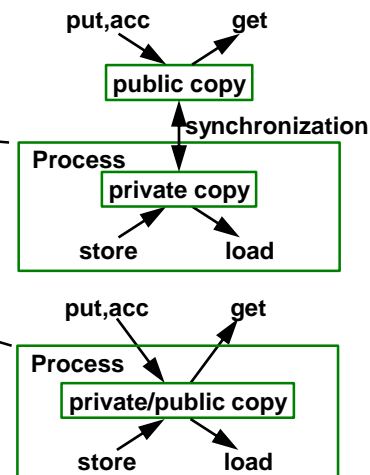 put,acc get
public copy
synchronization
Process
private copy
store load
put,acc get
Process
private/public copy
store load